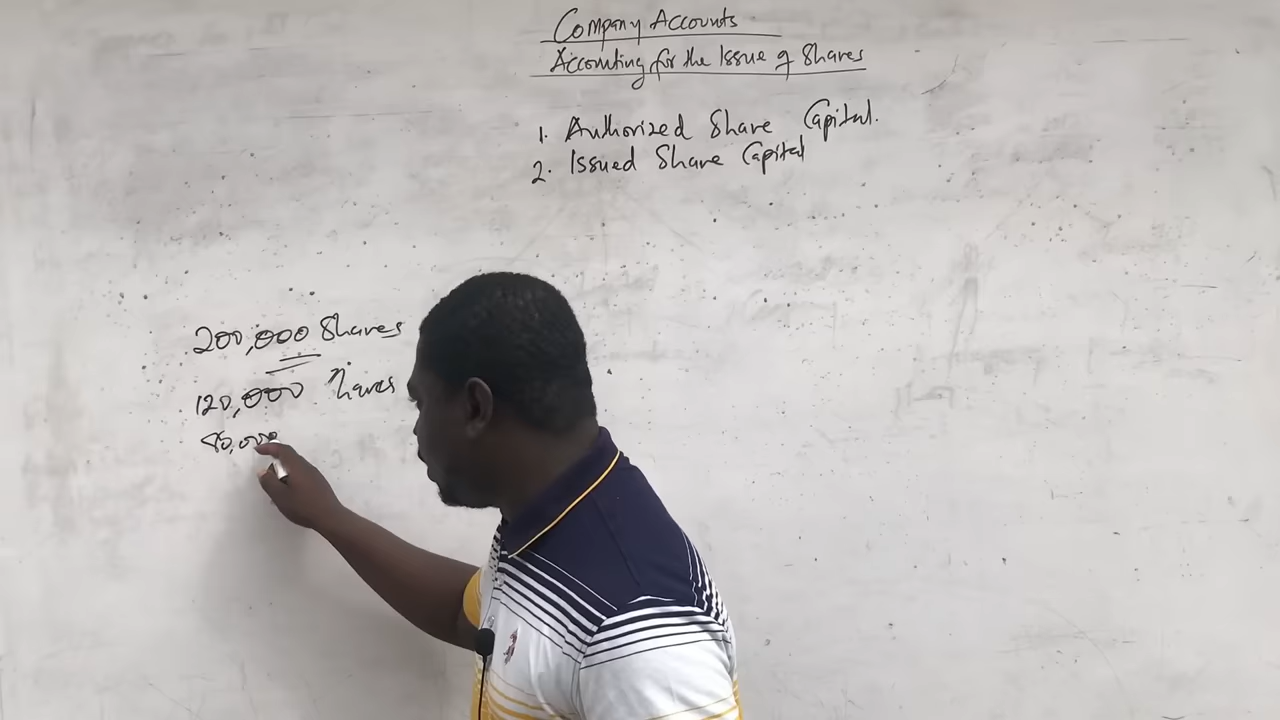 Company Accounts
Accounting for the Issue of Shares
1. Authorized Share Capital.
2. Issued Share Capital
200,000 Shares
120,000 Shares
80,000